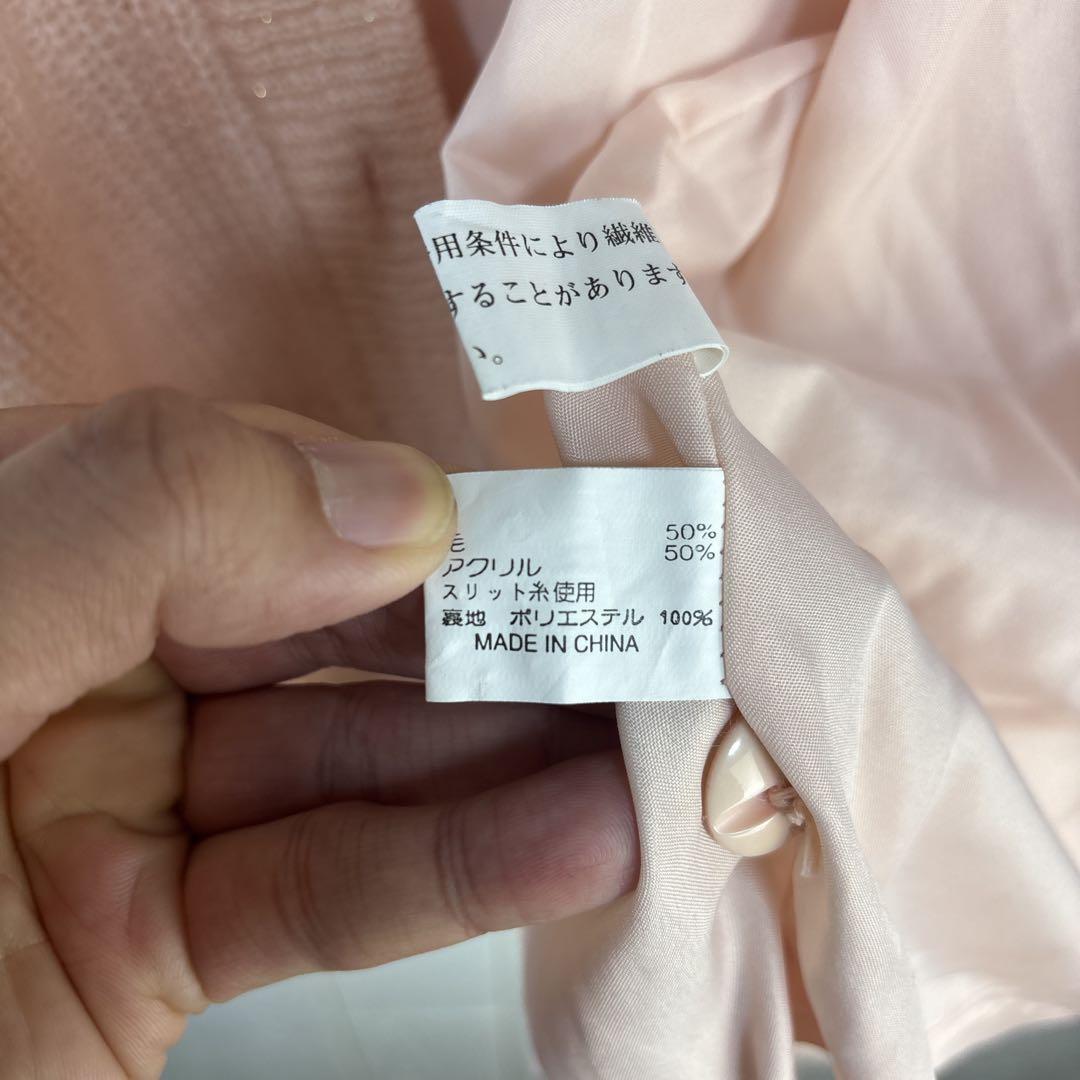 用条件により繊維
することがあります
い。
毛 50%
アクリル 50%
スリット糸使用
裏地 ポリエステル 100%
MADE IN CHINA